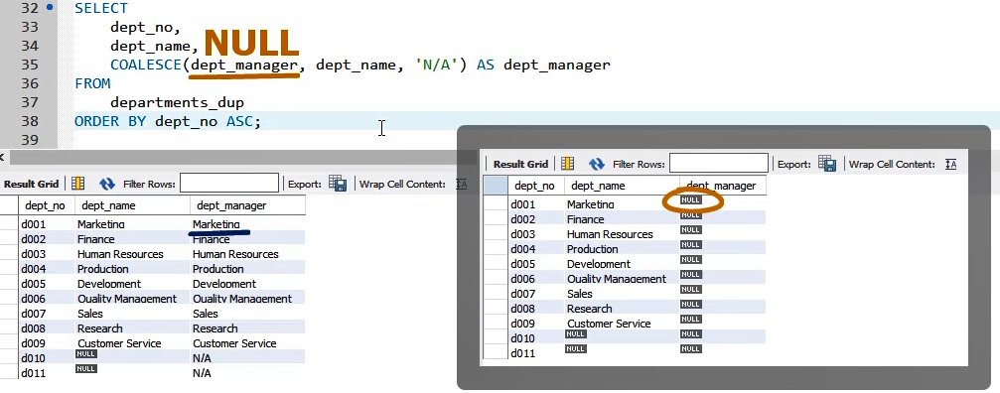 32 SELECT
33 dept_no,
34 dept_name,
NULL
35 COALESCE(dept_manager, dept_name, 'N/A') AS dept_manager
36 FROM
37 departments_dup
38 ORDER BY dept_no ASC;
39
Result Grid Filter Rows: Export: Wrap Cell Content: IA
dept_no dept_name dept_manager
d001 Marketing Marketing
d002 Finance Finance
d003 Human Resources Human Resources
d004 Production Production
d005 Development Development
d006 Quality Management Quality Management
d007 Sales Sales
d008 Research Research
d009 Customer Service Customer Service
d010 NULL N/A
d011 NULL N/A
Result Grid Filter Rows: Export: Wrap Cell Content: IA
dept_no dept_name dept_manager
d001 Marketing NULL
d002 Finance NULL
d003 Human Resources NULL
d004 Production NULL
d005 Development NULL
d006 Quality Management NULL
d007 Sales NULL
d008 Research NULL
d009 Customer Service NULL
d010 NULL NULL
d011 NULL NULL